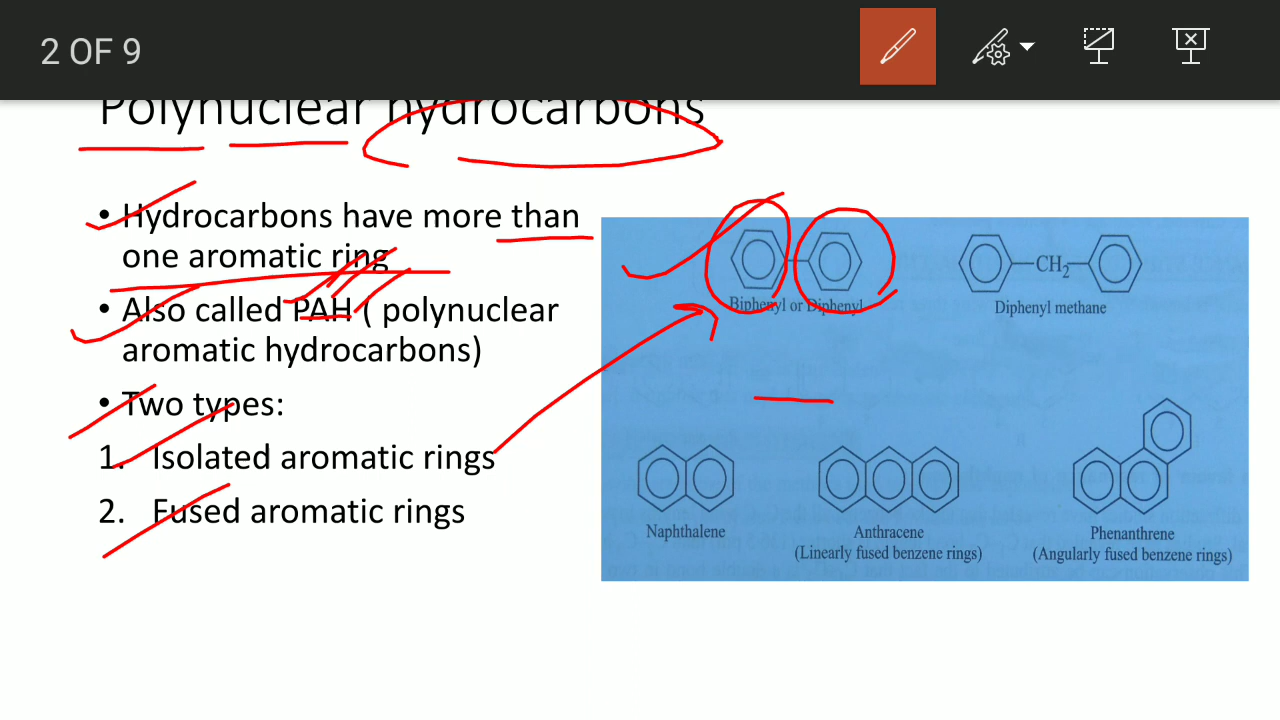 2 OF 9
Polynuclear hydrocarbons
• Hydrocarbons have more than
one aromatic ring
• Also called PAH ( polynuclear
aromatic hydrocarbons)
• Two types:
1. Isolated aromatic rings
2. Fused aromatic rings
CH2
Biphenyl or Diphenyl
Diphenyl methane
Naphthalene
Anthracene
(Linearly fused benzene rings)
Phenanthrene
(Angularly fused benzene rings)